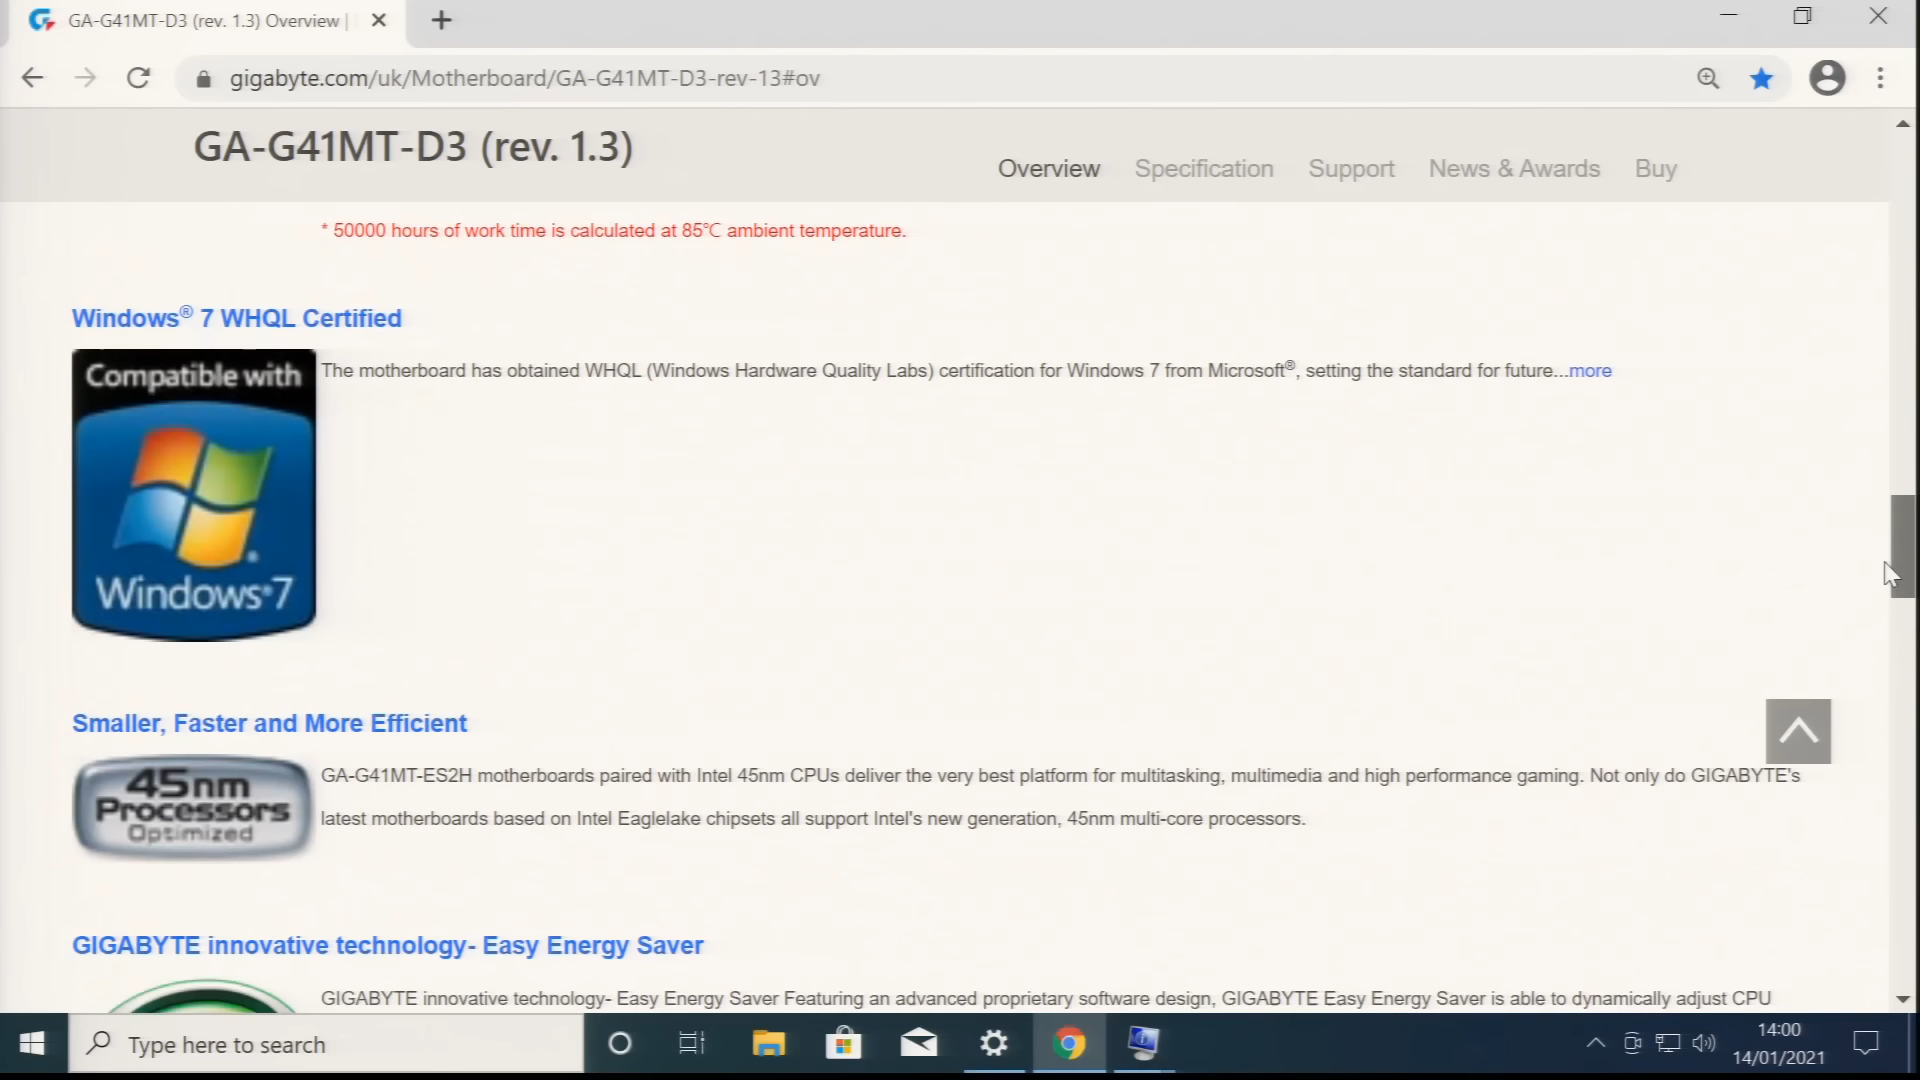 GA-G41MT-D3 (rev. 1.3) Overview |
gigabyte.com/uk/Motherboard/GA-G41MT-D3-rev-13#ov
GA-G41MT-D3 (rev. 1.3)
Overview Specification Support News & Awards Buy
* 50000 hours of work time is calculated at 85℃ ambient temperature.
Windows® 7 WHQL Certified
Compatible with
Windows®7
The motherboard has obtained WHQL (Windows Hardware Quality Labs) certification for Windows 7 from Microsoft®, setting the standard for future...more
Smaller, Faster and More Efficient
45nm
Processors
Optimized
GA-G41MT-ES2H motherboards paired with Intel 45nm CPUs deliver the very best platform for multitasking, multimedia and high performance gaming. Not only do GIGABYTE's
latest motherboards based on Intel Eaglelake chipsets all support Intel's new generation, 45nm multi-core processors.
GIGABYTE innovative technology- Easy Energy Saver
GIGABYTE innovative technology- Easy Energy Saver Featuring an advanced proprietary software design, GIGABYTE Easy Energy Saver is able to dynamically adjust CPU
Type here to search
14:00
14/01/2021